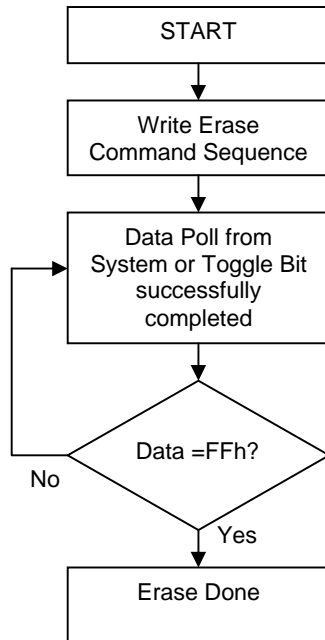 START
Write Erase
Command Sequence
Data Poll from
System or Toggle Bit
successfully
completed
Data =FFh?
No
Yes
Erase Done